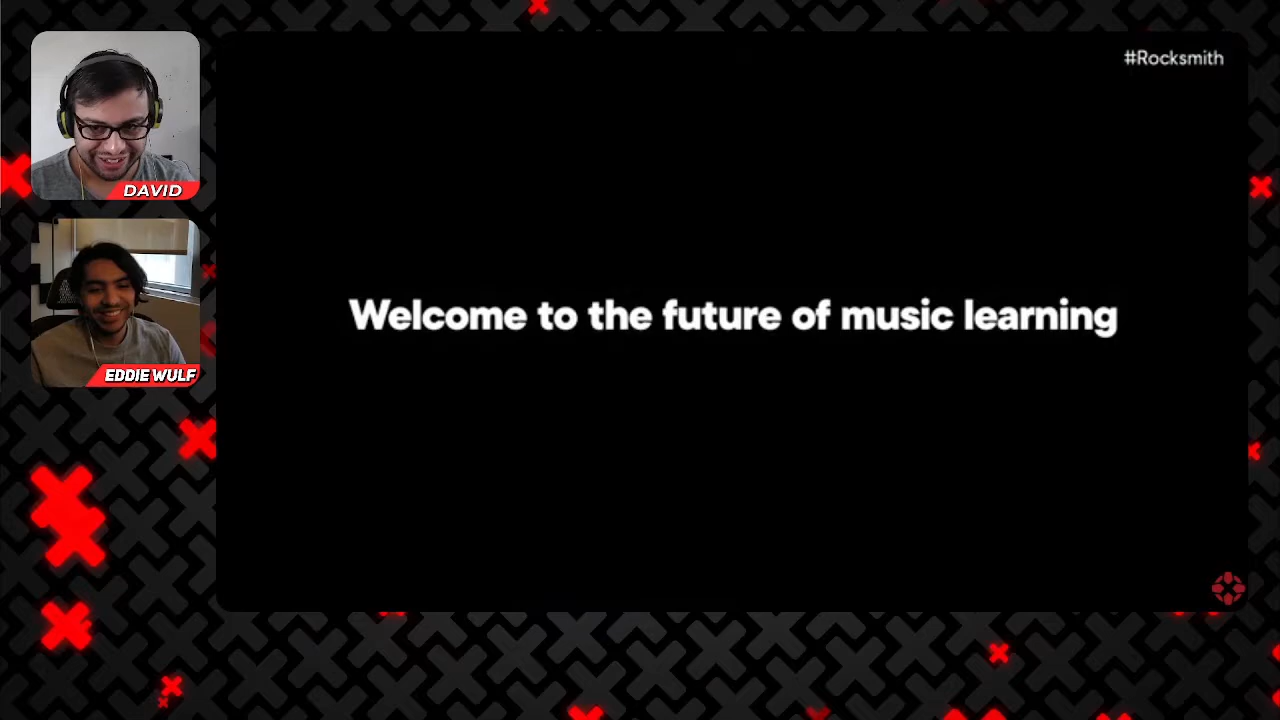 #Rocksmith
DAVID
Welcome to the future of music learning
EDDIE WULF